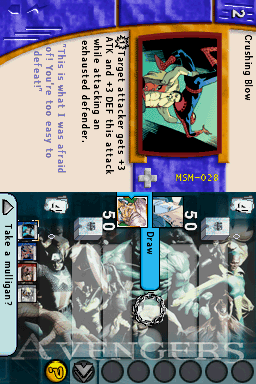 2
Crushing Blow
MSM-028
Target attacker gets +3
ATK and +3 DEF this attack
while attacking an
exhausted defender.
"This is what I was afraid
of! You're too easy to
defeat!"
50
50
Draw
Take a mulligan?
AVENGERS